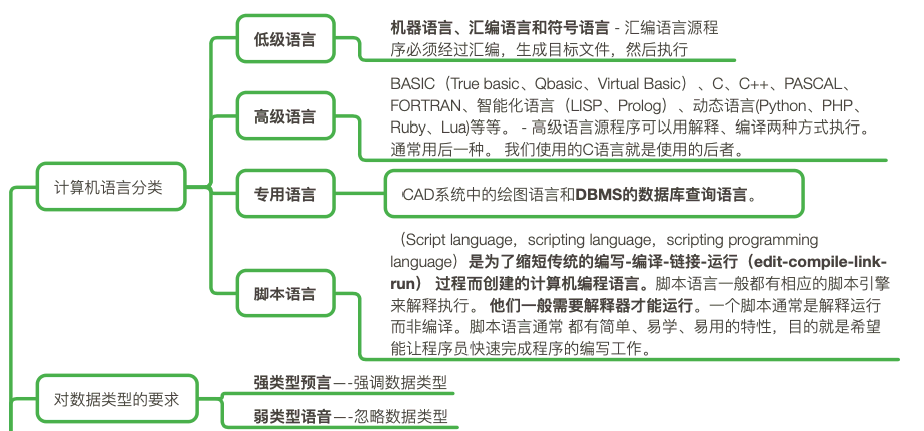 计算机语言分类
低级语言
机器语言、汇编语言和符号语言 - 汇编语言源程
序必须经过汇编，生成目标文件，然后执行
高级语言
BASIC（True basic、Qbasic、Virtual Basic）、C、C++、PASCAL、
FORTRAN、智能化语言（LISP、Prolog）、动态语言(Python、PHP、
Ruby、Lua)等等。 - 高级语言源程序可以用解释、编译两种方式执行。
通常用后一种。 我们使用的C语言就是使用的后者。
专用语言
CAD系统中的绘图语言和DBMS的数据库查询语言。
脚本语言
（Script language，scripting language，scripting programming
language）是为了缩短传统的编写-编译-链接-运行（edit-compile-link-
run） 过程而创建的计算机编程语言。脚本语言一般都有相应的脚本引擎
来解释执行。 他们一般需要解释器才能运行。一个脚本通常是解释运行
而非编译。脚本语言通常 都有简单、易学、易用的特性，目的就是希望
能让程序员快速完成程序的编写工作。
对数据类型的要求
强类型预言—-强调数据类型
弱类型语音—-忽略数据类型